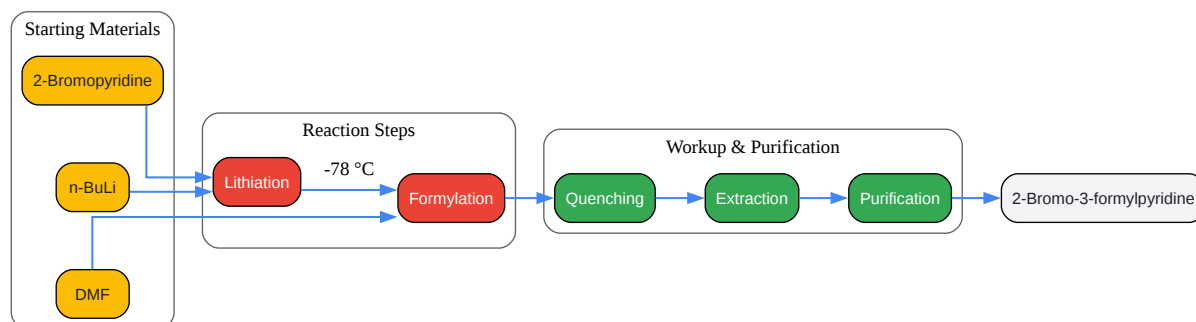 Starting Materials
2-Bromopyridine
n-BuLi
DMF
Reaction Steps
Lithiation
-78 °C
Formylation
Workup & Purification
Quenching
Extraction
Purification
2-Bromo-3-formylpyridine